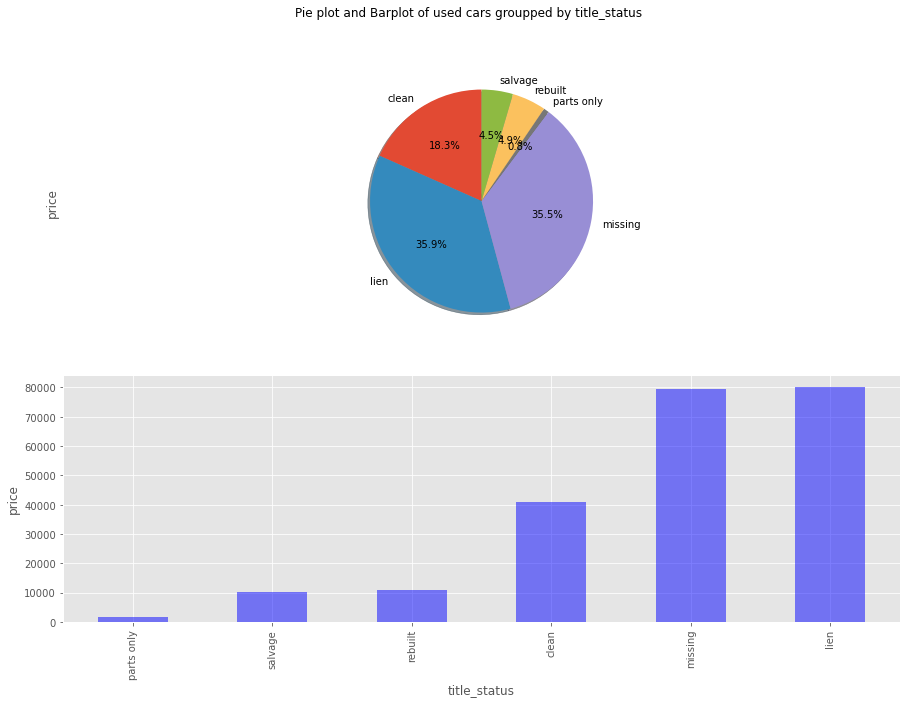 Pie plot and Barplot of used cars groupped by title_status
salvage
rebuilt
parts only
clean
4.5%
4.9%
0.8%
18.3%
price
35.5%
missing
35.9%
lien
80000
70000
60000
50000
40000
30000
20000
10000
0
price
parts only
salvage
rebuilt
clean
missing
lien
title_status